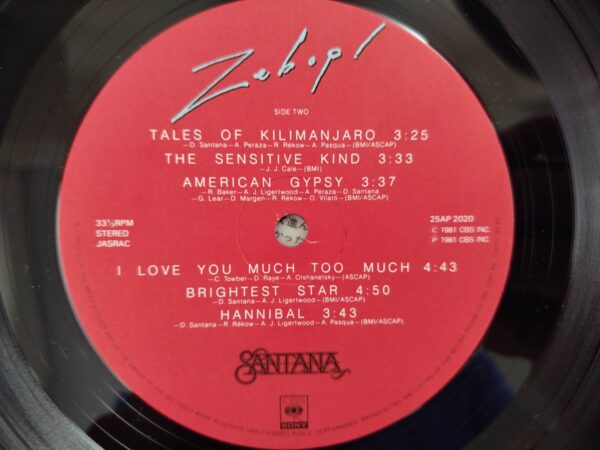 Zebop!
SIDE TWO
TALES OF KILIMANJARO 3:25
—D. Santana—A. Peraza—R. Rékow—A. Pasqua—(BMI/ASCAP)
THE SENSITIVE KIND 3:33
—J. J. Cale—(BMI)
AMERICAN GYPSY 3:37
—R. Baker—A. J. Ligertwood—A. Peraza—D. Santana
—G. Lear—D. Margen—R. Rékow—O. Vilató—(BMI/ASCAP)
33⅓RPM
STEREO
JASRAC
25AP 2020
Ⓒ 1981 CBS INC.
Ⓟ 1981 CBS INC.
I LOVE YOU MUCH TOO MUCH 4:43
—C. Towber—D. Raye—A. Olshanetsky—(ASCAP)
BRIGHTEST STAR 4:50
—D. Santana—A. J. Ligertwood—(BMI/ASCAP)
HANNIBAL 3:43
—D. Santana—R. Rékow—A. J. Ligertwood—A. Pasqua—(BMI/ASCAP)
SANTANA
CBS
SONY